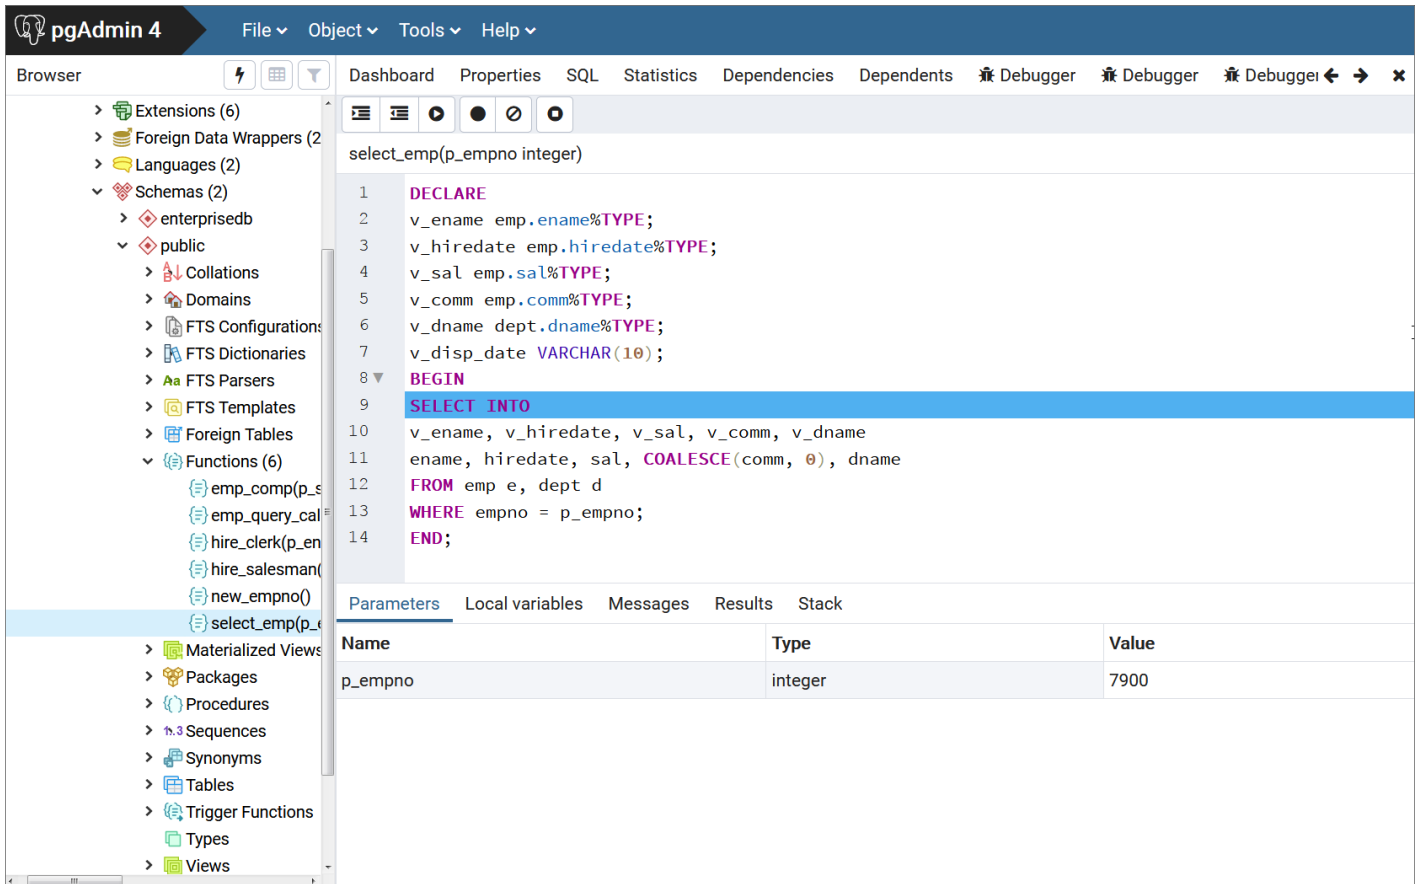 pgAdmin 4
File Object Tools Help
Browser
Dashboard Properties SQL Statistics Dependencies Dependents Debugger Debugger Debugger
Extensions (6)
Foreign Data Wrappers (2
Languages (2)
Schemas (2)
enterprisedb
public
Collations
Domains
FTS Configurations
FTS Dictionaries
Aa FTS Parsers
FTS Templates
Foreign Tables
Functions (6)
emp_comp(p_s
emp_query_cal
hire_clerk(p_en
hire_salesman(
new_empno()
select_emp(p_e
Materialized Views
Packages
Procedures
1..3 Sequences
Synonyms
Tables
Trigger Functions
Types
Views
select_emp(p_empno integer)
1 DECLARE
2 v_ename emp.ename%TYPE;
3 v_hiredate emp.hiredate%TYPE;
4 v_sal emp.sal%TYPE;
5 v_comm emp.comm%TYPE;
6 v_dname dept.dname%TYPE;
7 v_disp_date VARCHAR(10);
8 BEGIN
9 SELECT INTO
10 v_ename, v_hiredate, v_sal, v_comm, v_dname
11 ename, hiredate, sal, COALESCE(comm, 0), dname
12 FROM emp e, dept d
13 WHERE empno = p_empno;
14 END;
Parameters Local variables Messages Results Stack
Name Type Value
p_empno integer 7900